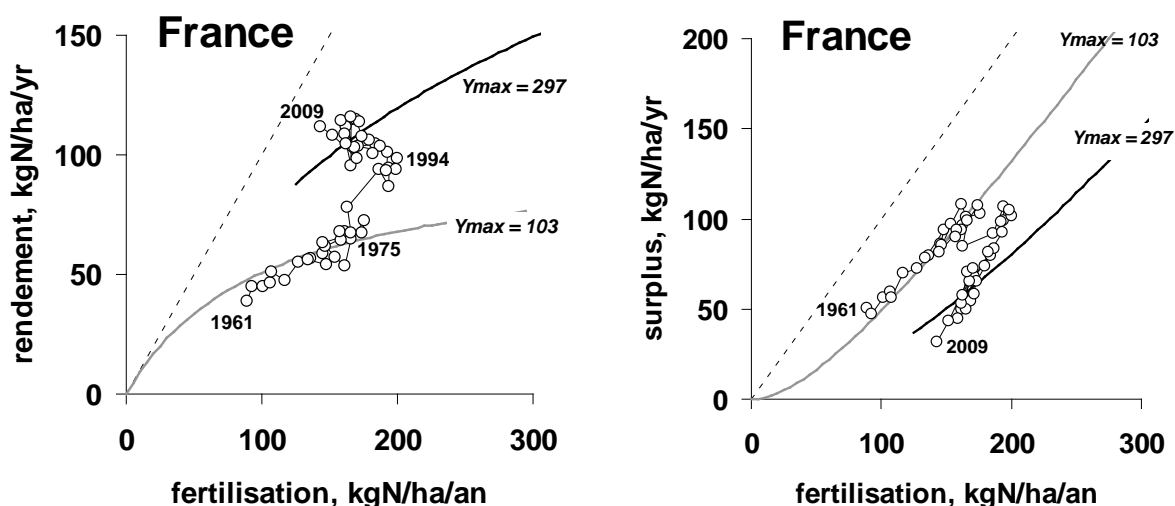 France
rendement, kgN/ha/yr
150
100
50
0
2009
Ymax = 297
1994
Ymax = 103
1975
1961
0 100 200 300
fertilisation, kgN/ha/an
France
surplus, kgN/ha/yr
200
150
100
50
0
Ymax = 103
Ymax = 297
1961
2009
0 100 200 300
fertilisation, kgN/ha/an